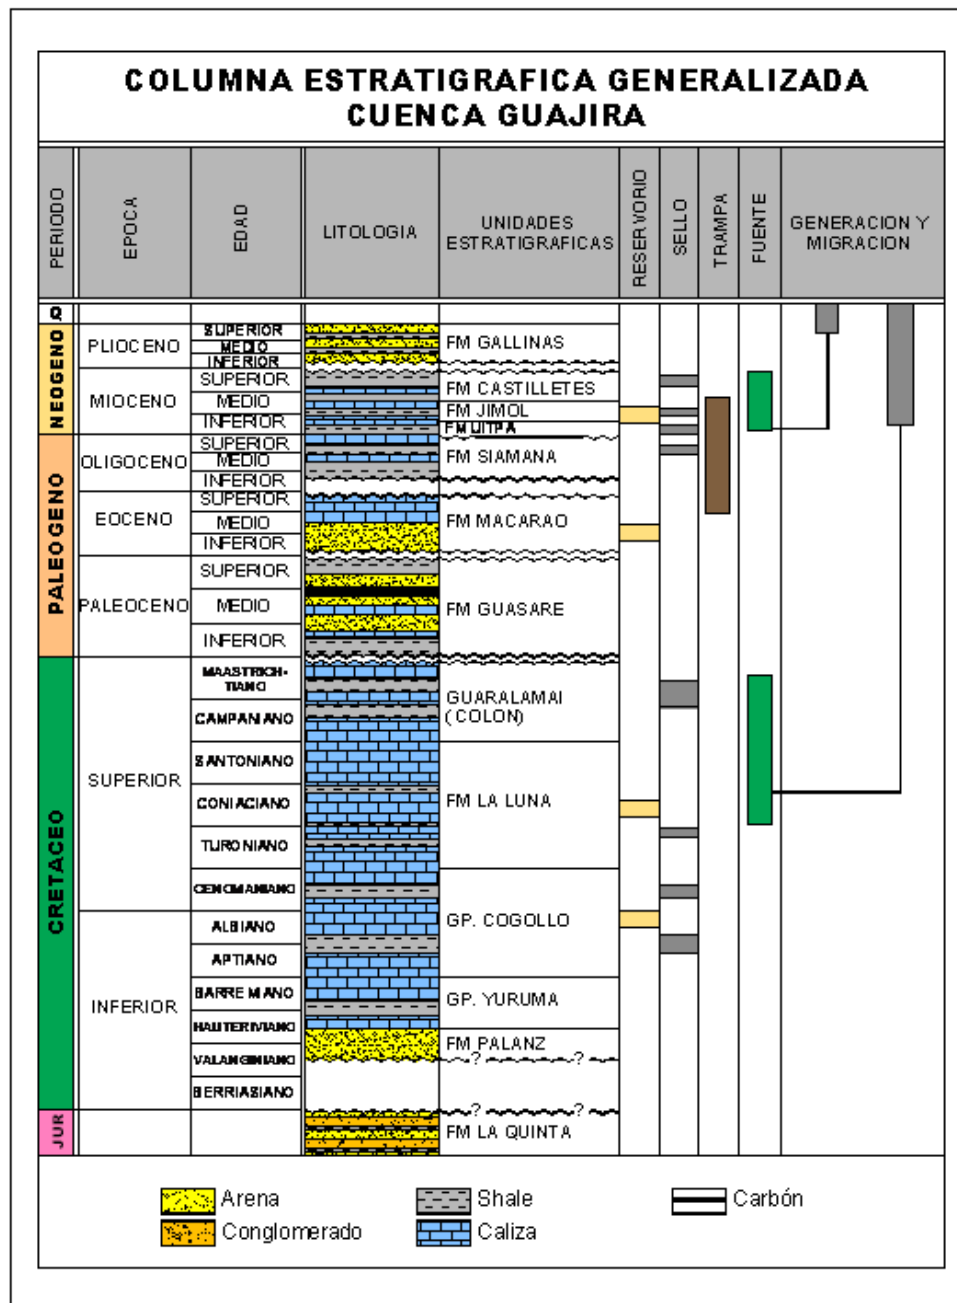 COLUMNA ESTRATIGRAFICA GENERALIZADA
CUENCA GUAJIRA
PERIODO
EPOCA
EDAD
LITOLOGIA
UNIDADES
ESTRATIGRAFICAS
RESERVORIO
SELLO
TRAMPA
FUENTE
GENERACION Y
MIGRACION
Q
NEOGENO
PALEOGENO
CRETACEO
JUR
PLIOCENO
MIOCENO
OLIGOCENO
EOCENO
PALEOCENO
SUPERIOR
INFERIOR
SUPERIOR
MEDIO
INFERIOR
SUPERIOR
MEDIO
INFERIOR
SUPERIOR
MEDIO
INFERIOR
SUPERIOR
MEDIO
INFERIOR
SUPERIOR
MEDIO
INFERIOR
MAASTRICH-
TIANO
CAMPANIANO
SANTONIANO
CONIACIANO
TURONIANO
CENOMANIANO
ALBIANO
APTIANO
BARREMIANO
HAUTERIVIANO
VALANGINIANO
BERRIASIANO
FM GALLINAS
FM CASTILLETES
FM JIMOL
FM UITPA
FM SIAMANA
FM MACARAO
FM GUASARE
GUARALAMAI
(COLON)
FM LA LUNA
GP. COGOLLO
GP. YURUMA
FM PALANZ
? ?
? ?
FM LA QUINTA
Arena
Shale
Carbón
Conglomerado
Caliza